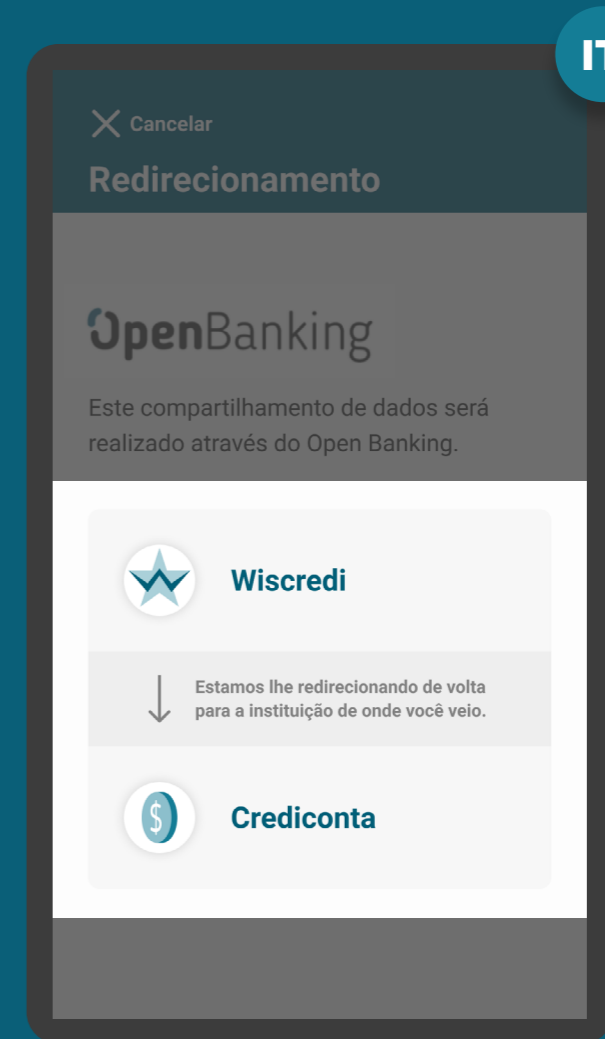 IT
Cancelar
Redirecionamento
OpenBanking
Este compartilhamento de dados será
realizado através do Open Banking.
Wiscredi
Estamos lhe redirecionando de volta
para a instituição de onde você veio.
$
Crediconta